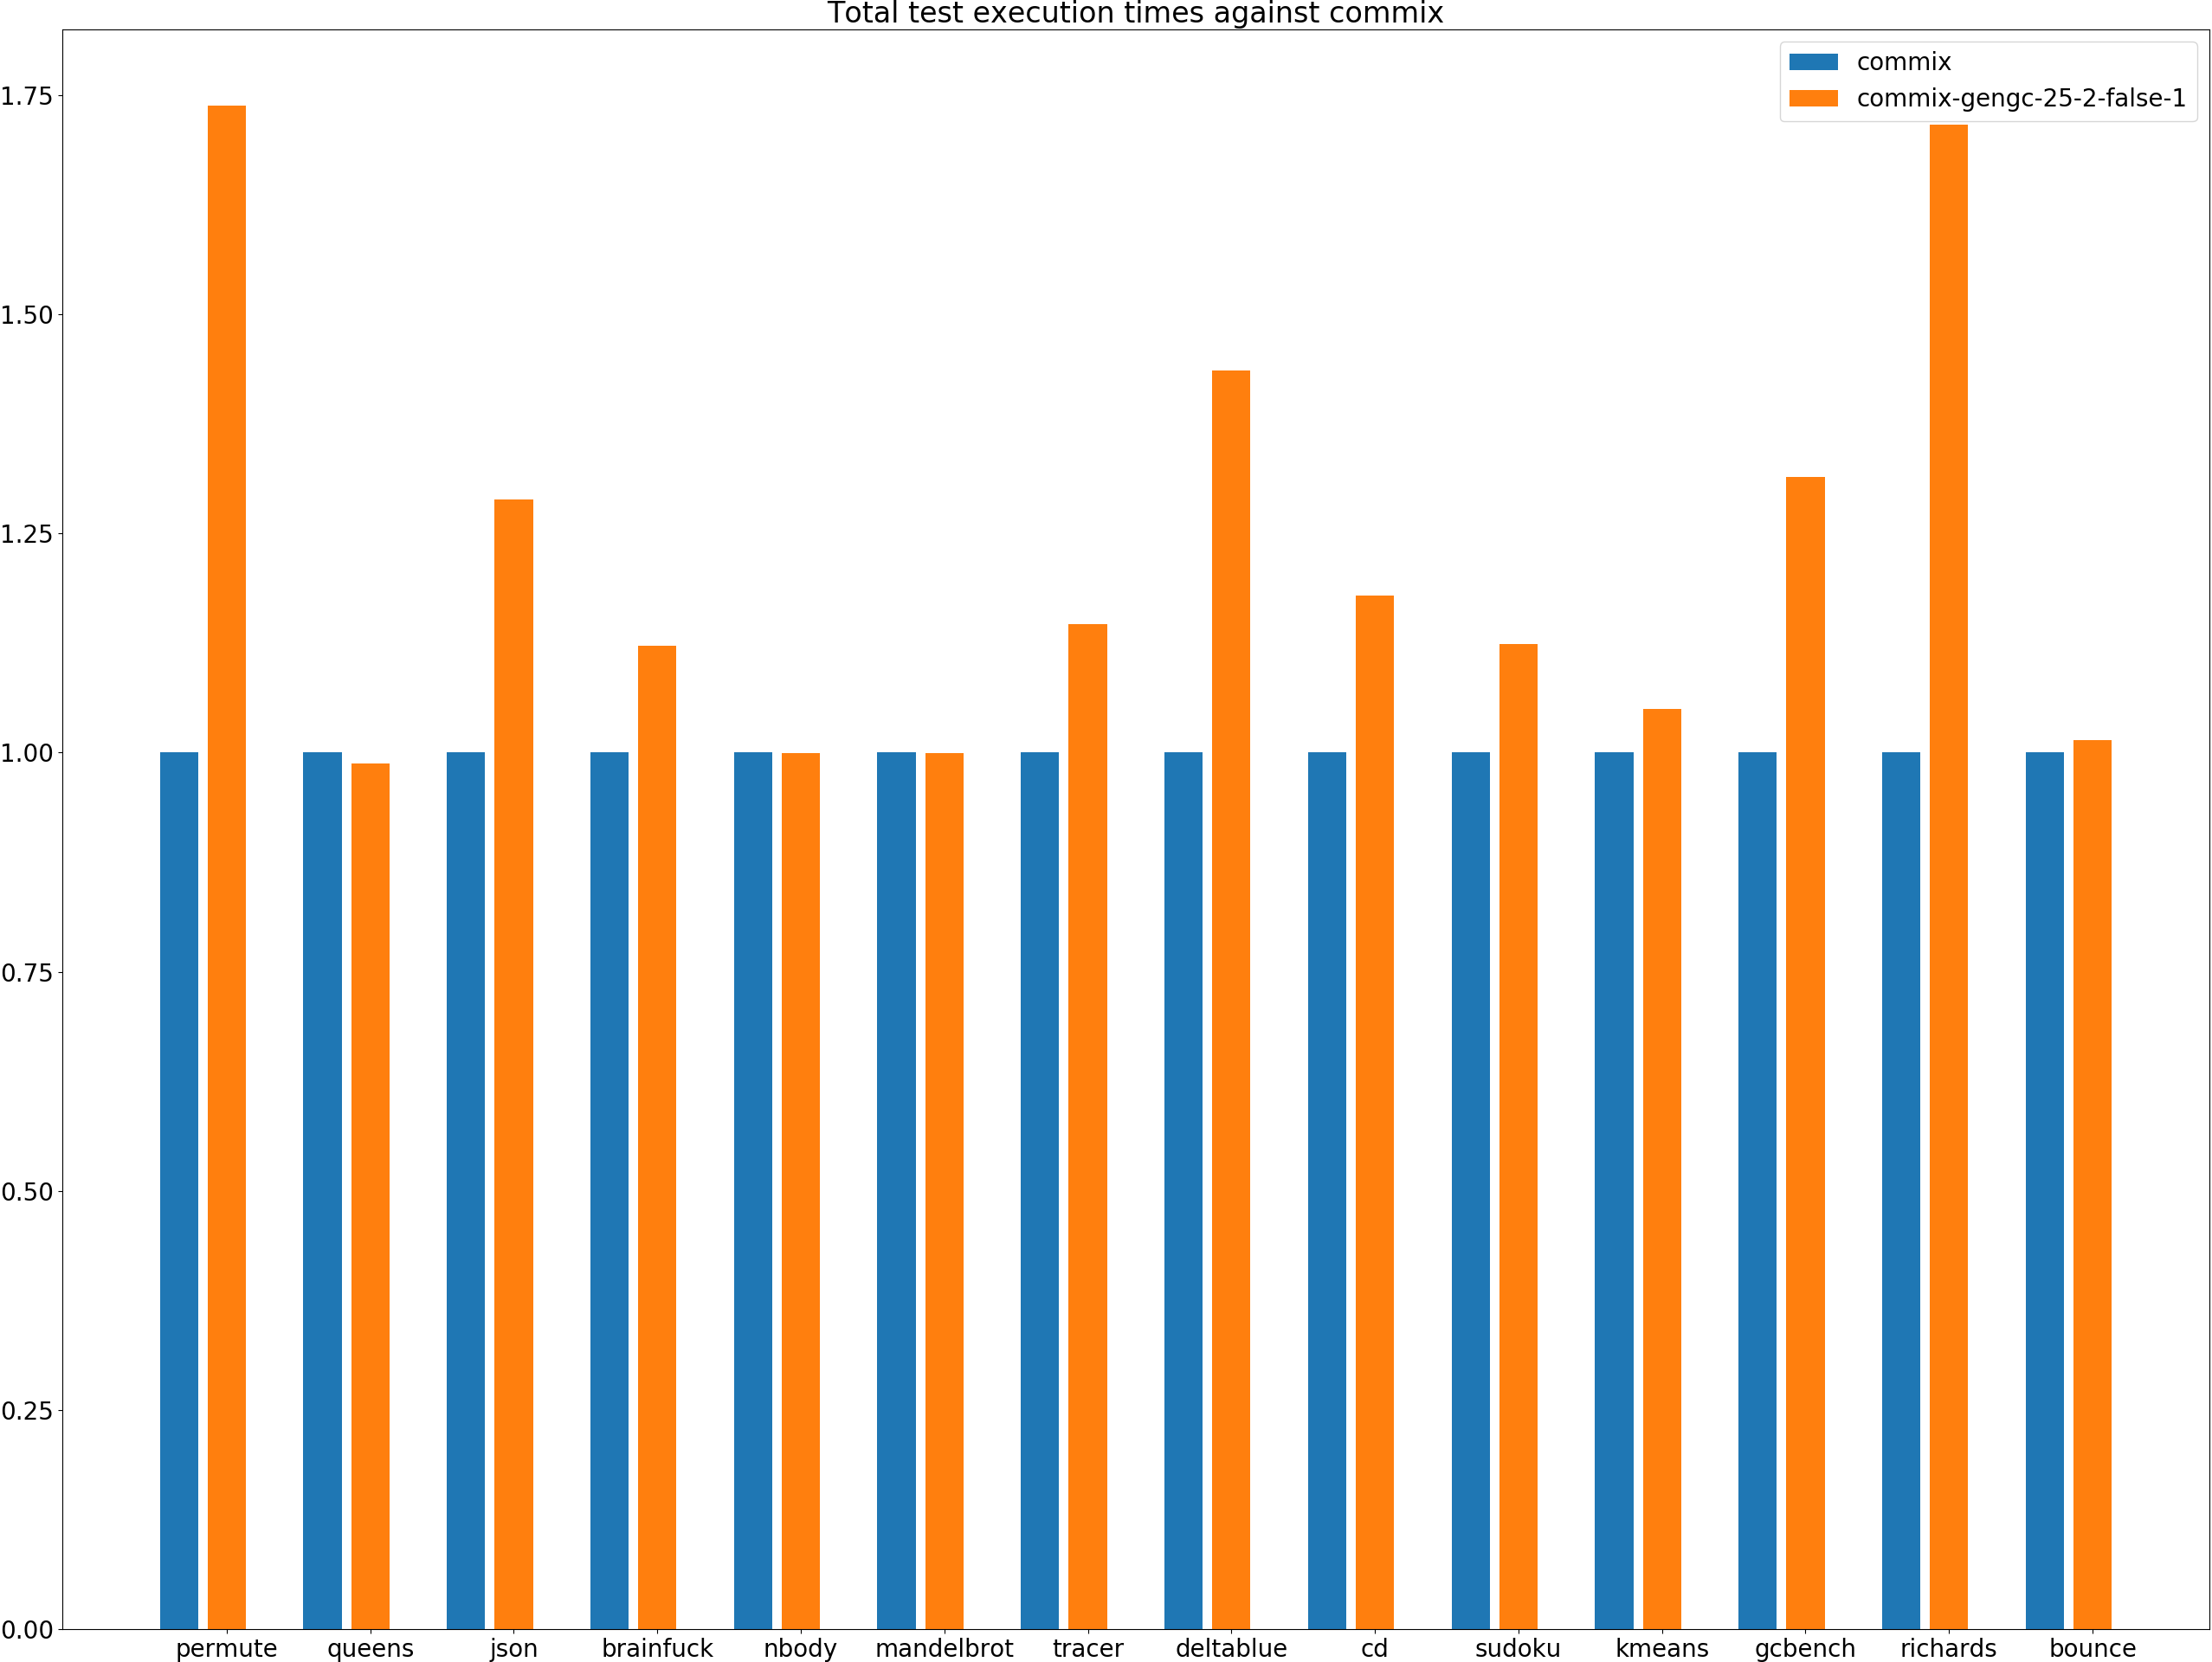 Total test execution times against commix
commix
commix-gengc-25-2-false-1
1.75
1.50
1.25
1.00
0.75
0.50
0.25
0.00
permute queens json brainfuck nbody mandelbrot tracer deltablue cd sudoku kmeans gcbench richards bounce